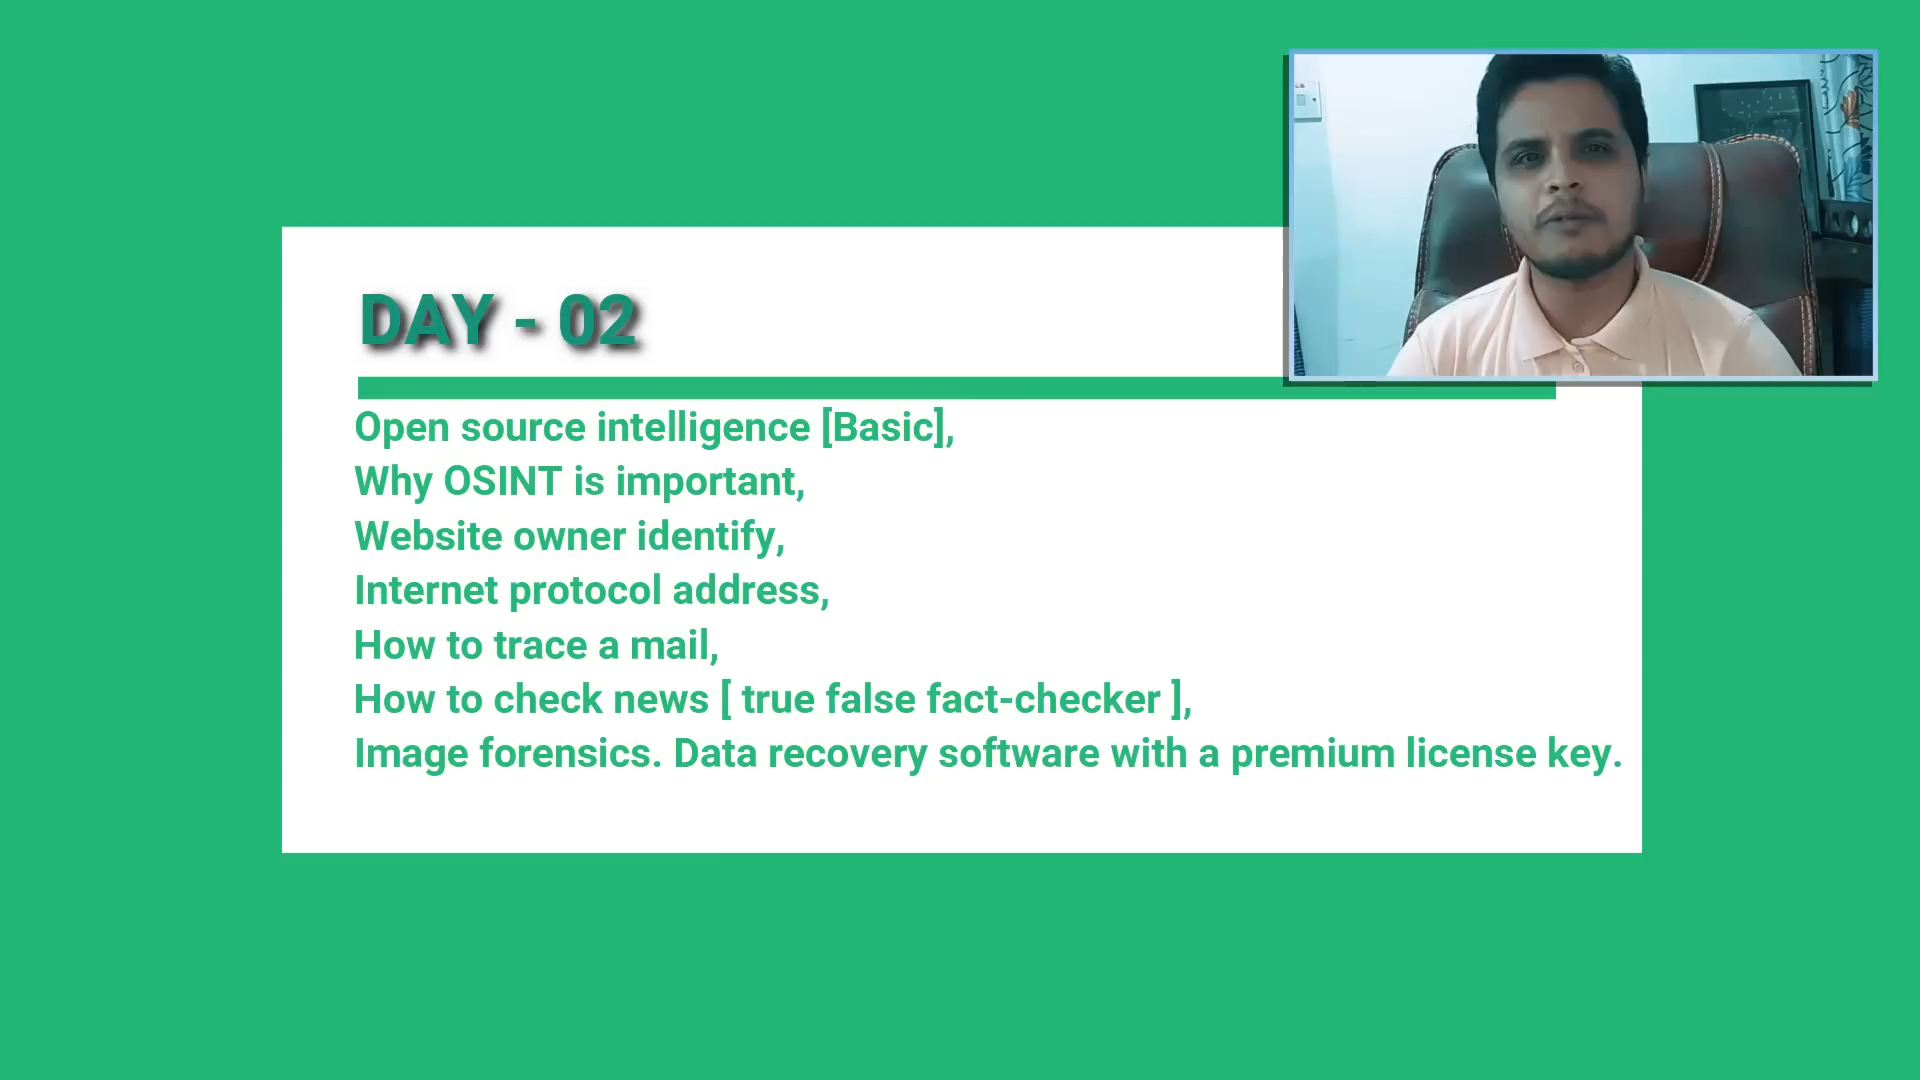 DAY - 02
Open source intelligence [Basic],
Why OSINT is important,
Website owner identify,
Internet protocol address,
How to trace a mail,
How to check news [ true false fact-checker ],
Image forensics. Data recovery software with a premium license key.